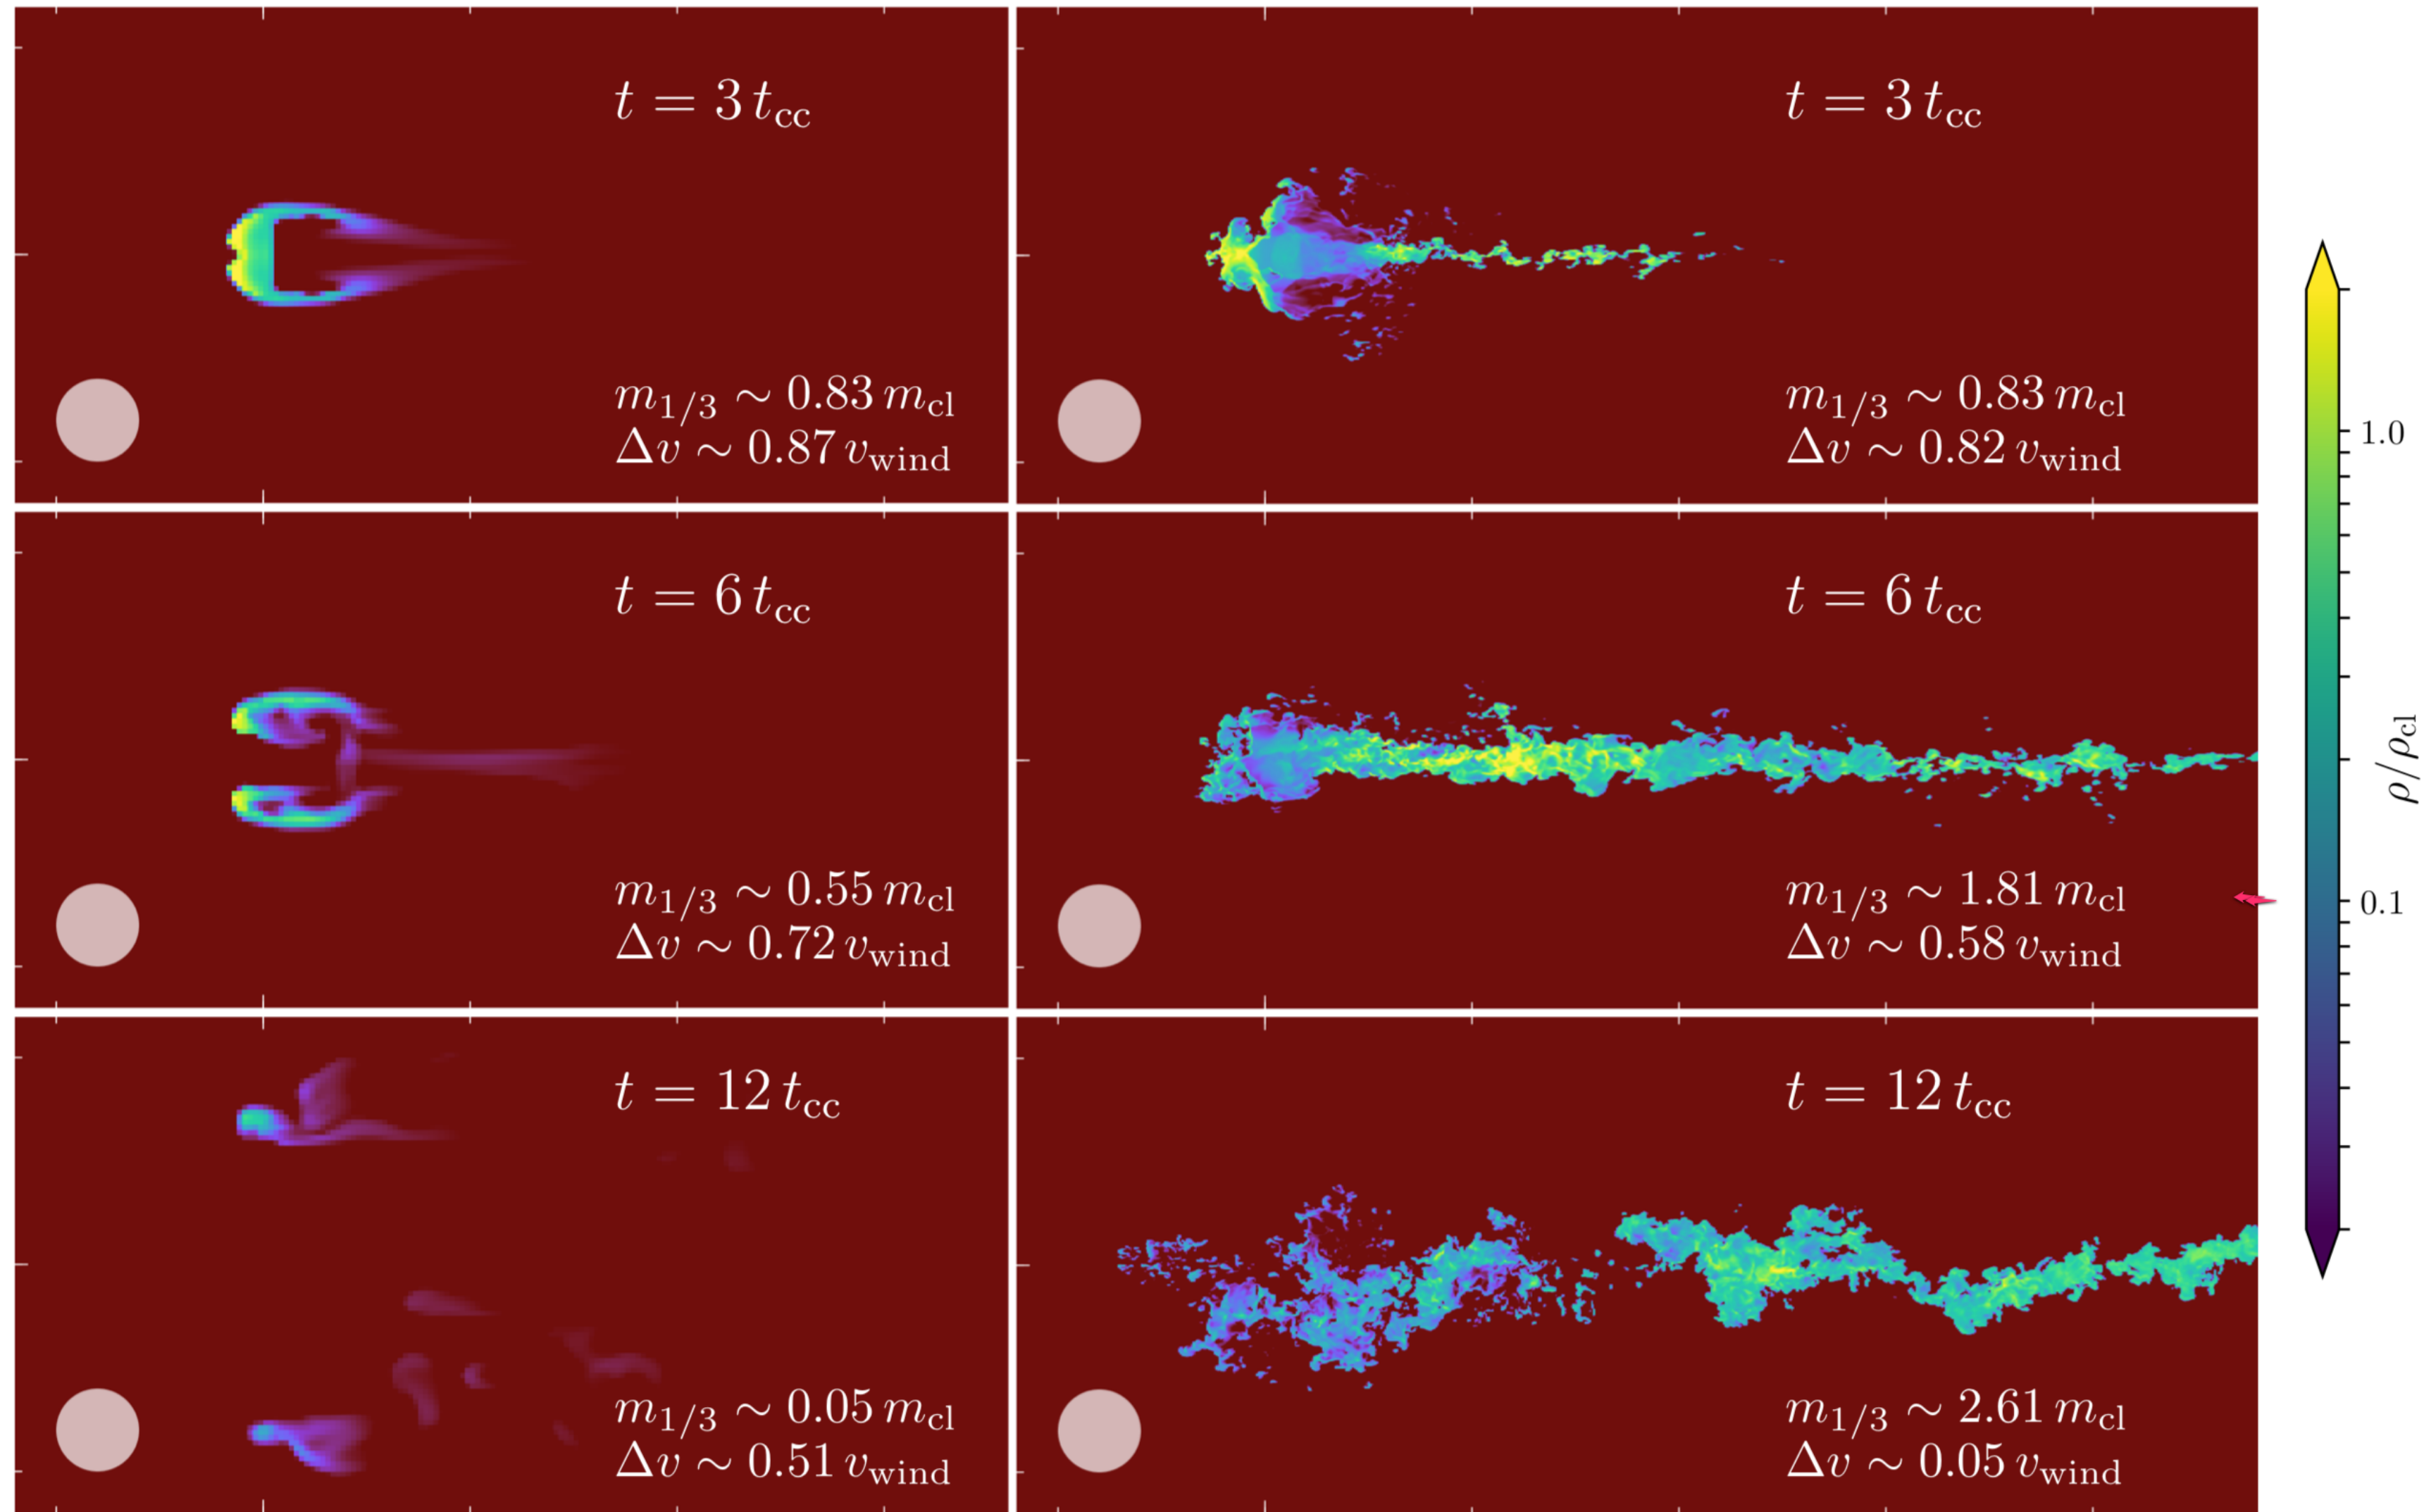 t = 3 t_cc
m_1/3 ∼ 0.83 m_cl
Δv ∼ 0.87 v_wind
t = 3 t_cc
m_1/3 ∼ 0.83 m_cl
Δv ∼ 0.82 v_wind
t = 6 t_cc
m_1/3 ∼ 0.55 m_cl
Δv ∼ 0.72 v_wind
t = 6 t_cc
m_1/3 ∼ 1.81 m_cl
Δv ∼ 0.58 v_wind
t = 12 t_cc
m_1/3 ∼ 0.05 m_cl
Δv ∼ 0.51 v_wind
t = 12 t_cc
m_1/3 ∼ 2.61 m_cl
Δv ∼ 0.05 v_wind
1.0
0.1
ρ/ρ_cl